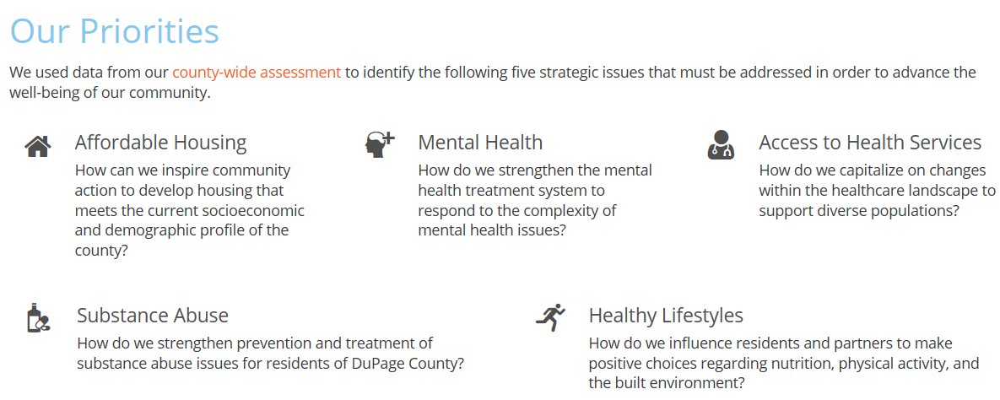 Our Priorities
We used data from our county-wide assessment to identify the following five strategic issues that must be addressed in order to advance the
well-being of our community.
Affordable Housing
How can we inspire community
action to develop housing that
meets the current socioeconomic
and demographic profile of the
county?
Mental Health
How do we strengthen the mental
health treatment system to
respond to the complexity of
mental health issues?
Access to Health Services
How do we capitalize on changes
within the healthcare landscape to
support diverse populations?
Substance Abuse
How do we strengthen prevention and treatment of
substance abuse issues for residents of DuPage County?
Healthy Lifestyles
How do we influence residents and partners to make
positive choices regarding nutrition, physical activity, and
the built environment?